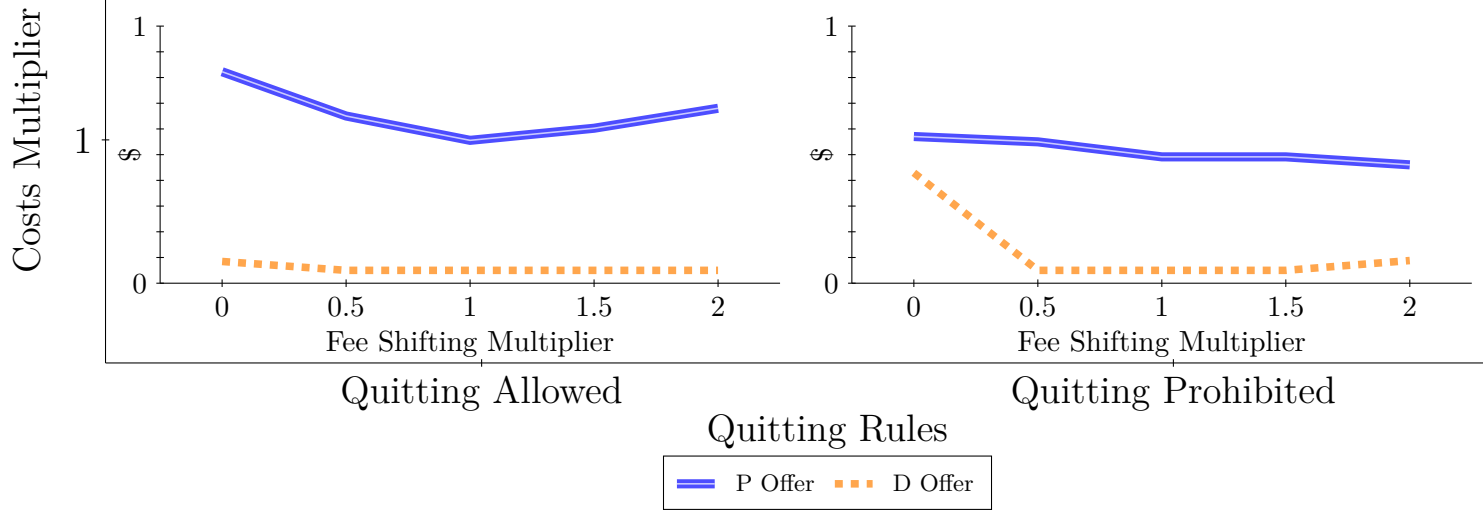 Costs Multiplier
1
1
$
0
0 0.5 1 1.5 2
Fee Shifting Multiplier
1
$
0
0 0.5 1 1.5 2
Fee Shifting Multiplier
Quitting Allowed Quitting Prohibited
Quitting Rules
P Offer D Offer